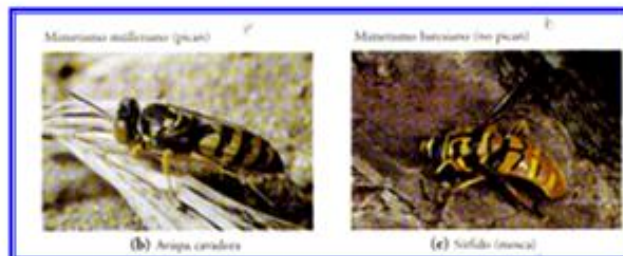 Mimetismo mülleriano (pican)
Mimetismo batesiano (no pican)
(b) Avispa cavadora
(c) Sírfido (mosca)